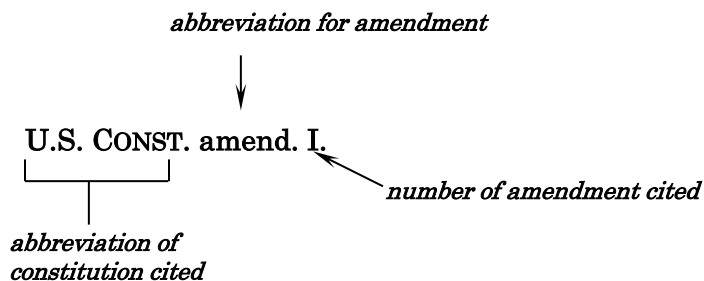 abbreviation for amendment
U.S. CONST. amend. I.
number of amendment cited
abbreviation of
constitution cited